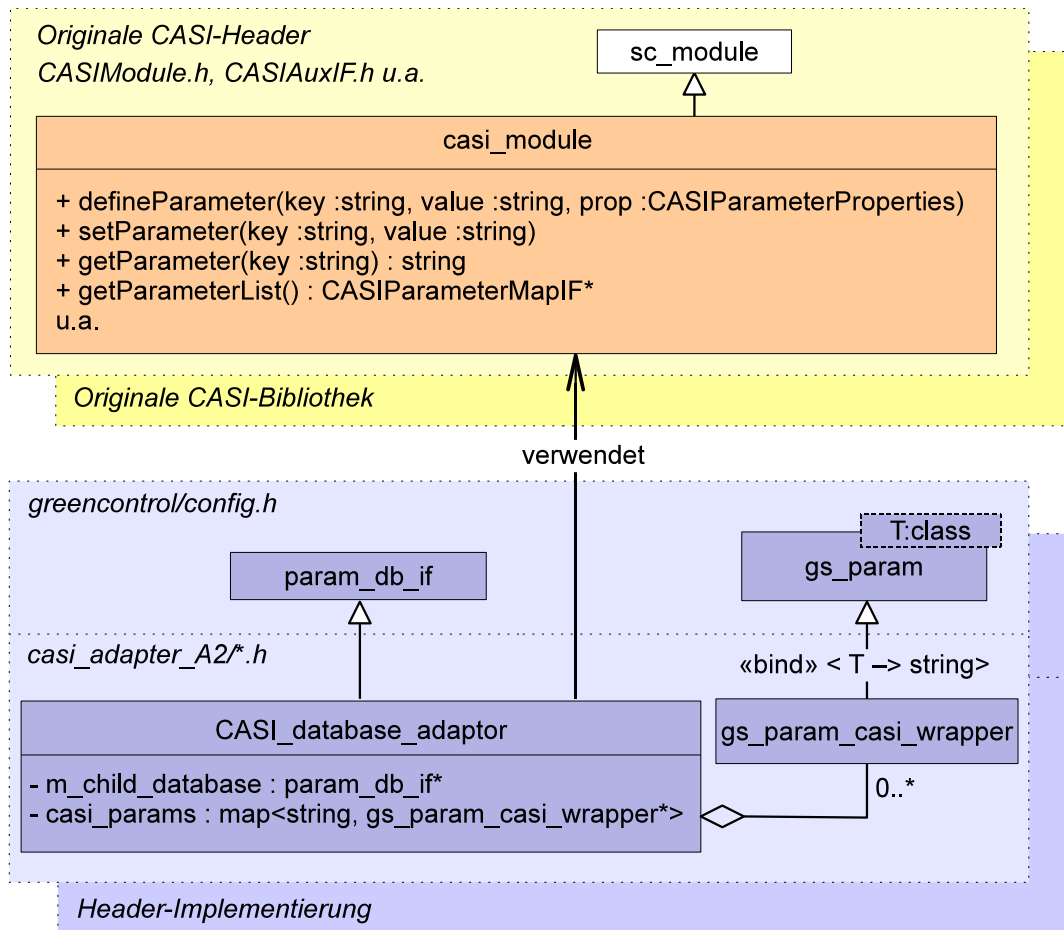 Originale CASI-Header
CASIModule.h, CASIAuxIF.h u.a.
sc_module
casi_module
+ defineParameter(key :string, value :string, prop :CASIParameterProperties)
+ setParameter(key :string, value :string)
+ getParameter(key :string) : string
+ getParameterList() : CASIParameterMapIF*
u.a.
Originale CASI-Bibliothek
verwendet
greencontrol/config.h
T:class
param_db_if
gs_param
casi_adapter_A2/*.h
«bind» < T –> string>
CASI_database_adaptor
gs_param_casi_wrapper
- m_child_database : param_db_if*
- casi_params : map<string, gs_param_casi_wrapper*>
0..*
Header-Implementierung